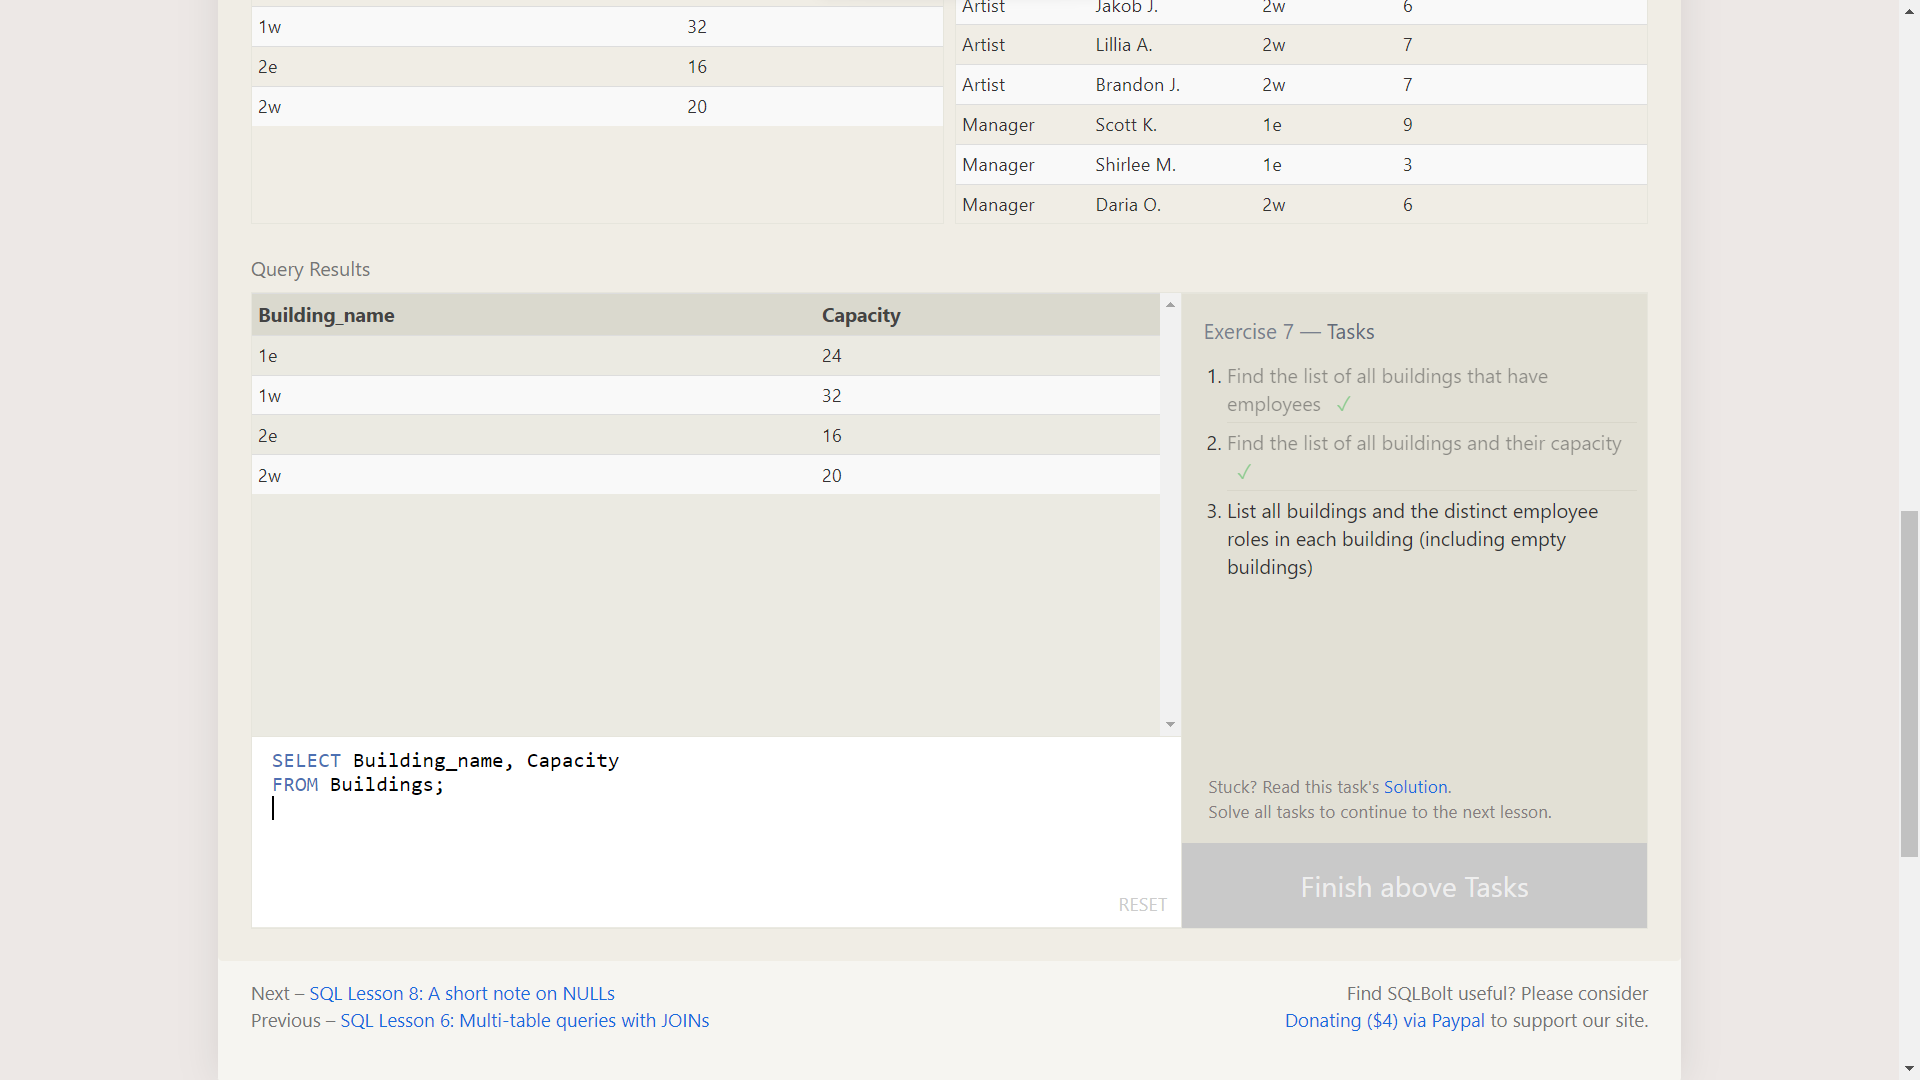 Artist Jakob J. 2w 6
1w 32
Artist Lillia A. 2w 7
2e 16
Artist Brandon J. 2w 7
2w 20
Manager Scott K. 1e 9
Manager Shirlee M. 1e 3
Manager Daria O. 2w 6
Query Results
Building_name Capacity
1e 24
1w 32
2e 16
2w 20
Exercise 7 — Tasks
1. Find the list of all buildings that have
employees ✓
2. Find the list of all buildings and their capacity
✓
3. List all buildings and the distinct employee
roles in each building (including empty
buildings)
SELECT Building_name, Capacity
FROM Buildings;
RESET
Stuck? Read this task's Solution.
Solve all tasks to continue to the next lesson.
Finish above Tasks
Next – SQL Lesson 8: A short note on NULLs
Previous – SQL Lesson 6: Multi-table queries with JOINs
Find SQLBolt useful? Please consider
Donating ($4) via Paypal to support our site.